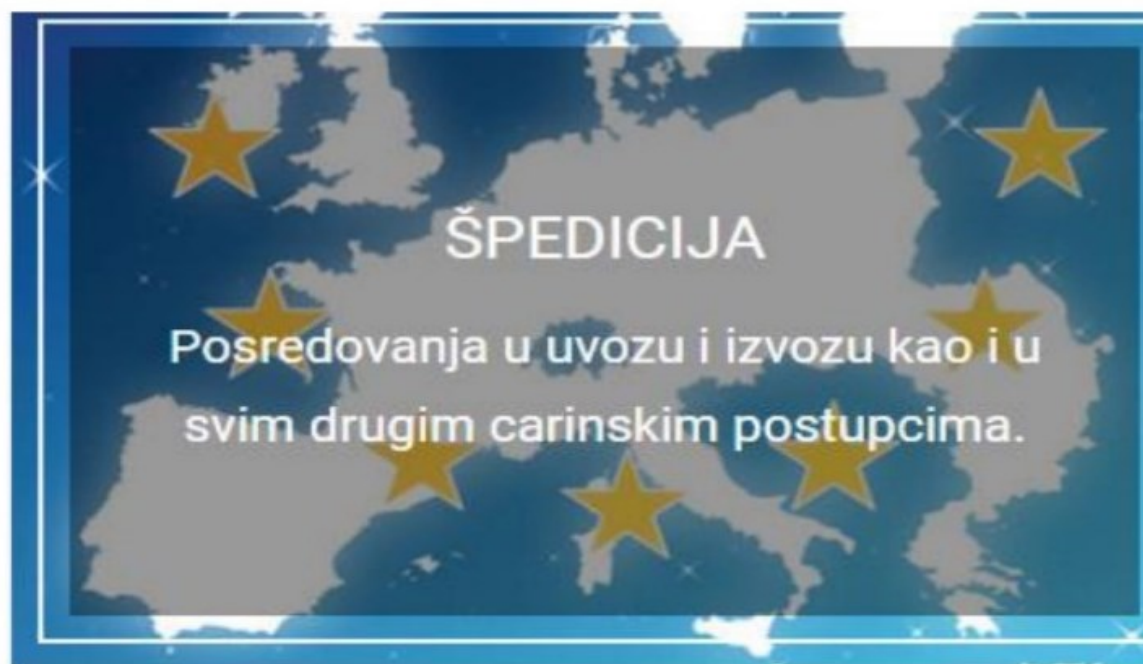 ŠPEDICIJA
Posredovanja u uvozu i izvozu kao i u
svim drugim carinskim postupcima.